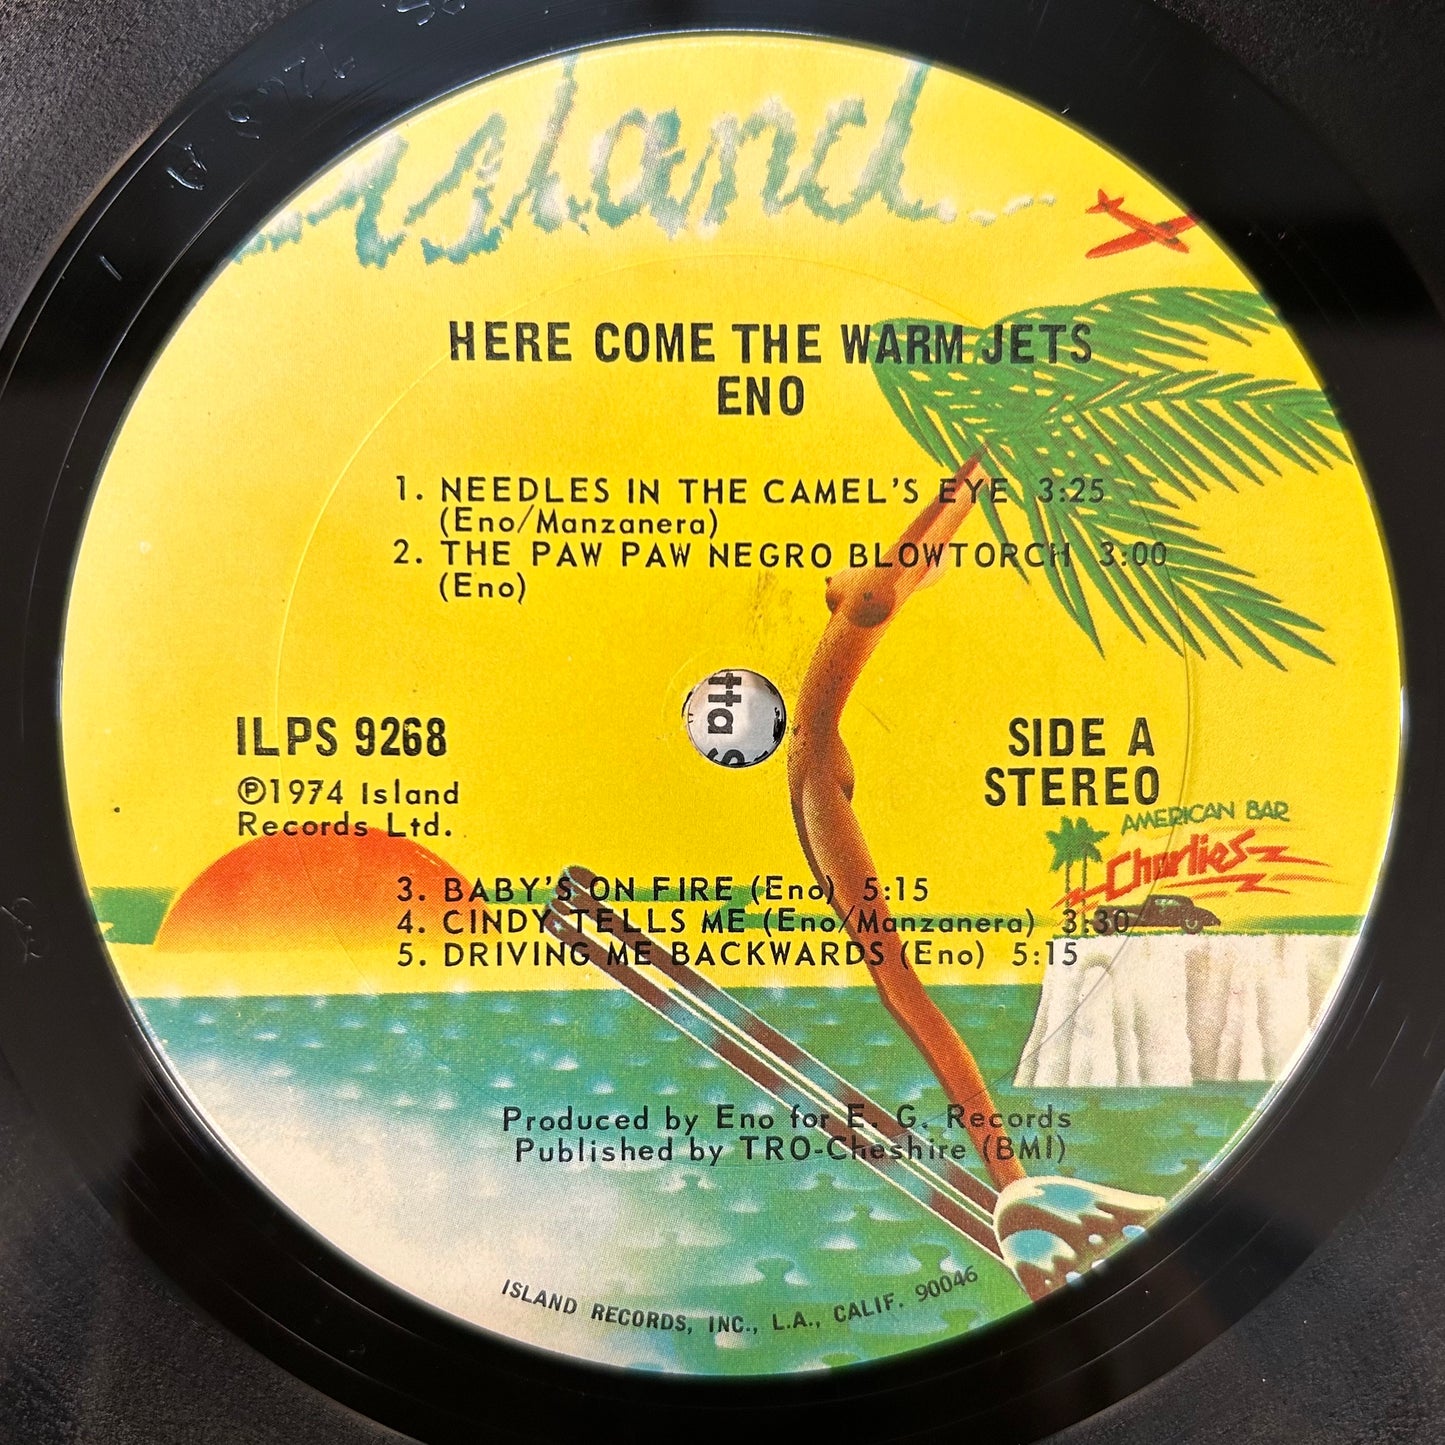 Island
HERE COME THE WARM JETS
ENO
1. NEEDLES IN THE CAMEL'S EYE 3:25
(Eno/Manzanera)
2. THE PAW PAW NEGRO BLOWTORCH 3:00
(Eno)
tta
ILPS 9268
SIDE A
STEREO
℗1974 Island
Records Ltd.
AMERICAN BAR
Charlies
3. BABY'S ON FIRE (Eno) 5:15
4. CINDY TELLS ME (Eno/Manzanera) 3:30
5. DRIVING ME BACKWARDS (Eno) 5:15
Produced by Eno for E. G. Records
Published by TRO-Cheshire (BMI)
ISLAND RECORDS, INC., L.A., CALIF. 90046